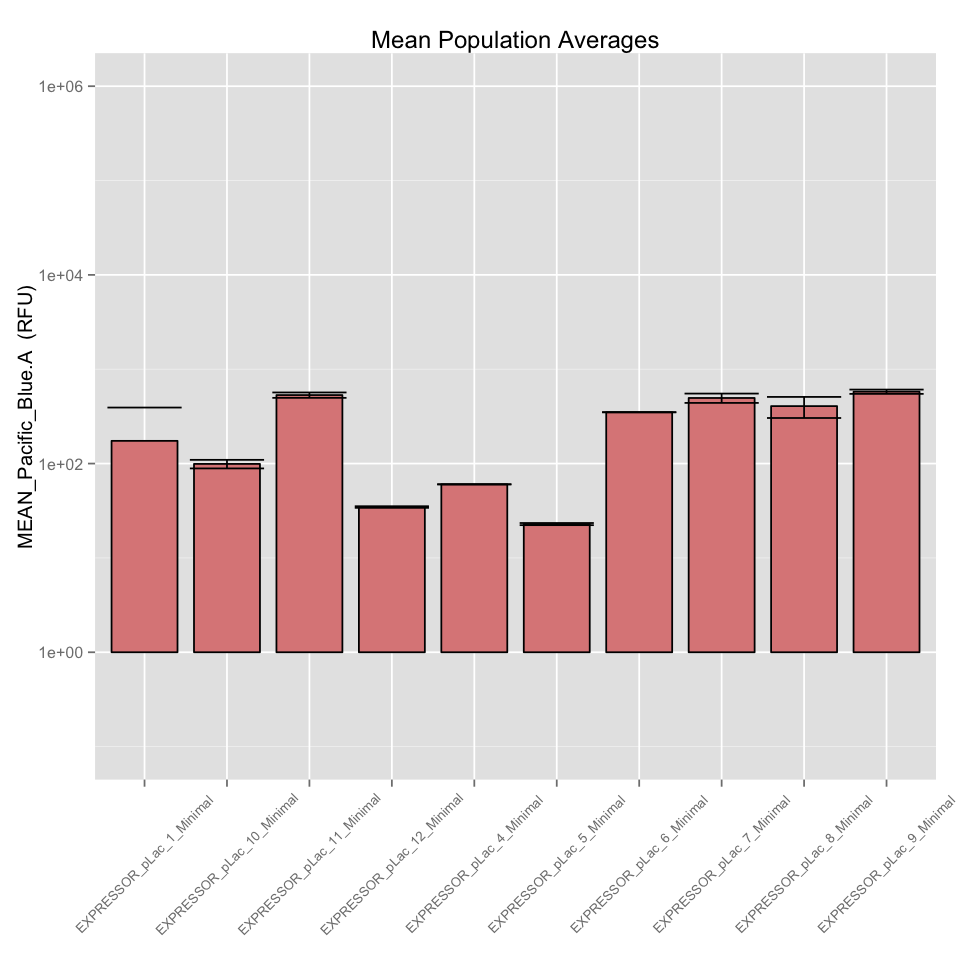 Mean Population Averages
MEAN_Pacific_Blue.A (RFU)
1e+06
1e+04
1e+02
1e+00
EXPRESSOR_pLac_1_Minimal
EXPRESSOR_pLac_10_Minimal
EXPRESSOR_pLac_11_Minimal
EXPRESSOR_pLac_12_Minimal
EXPRESSOR_pLac_4_Minimal
EXPRESSOR_pLac_5_Minimal
EXPRESSOR_pLac_6_Minimal
EXPRESSOR_pLac_7_Minimal
EXPRESSOR_pLac_8_Minimal
EXPRESSOR_pLac_9_Minimal